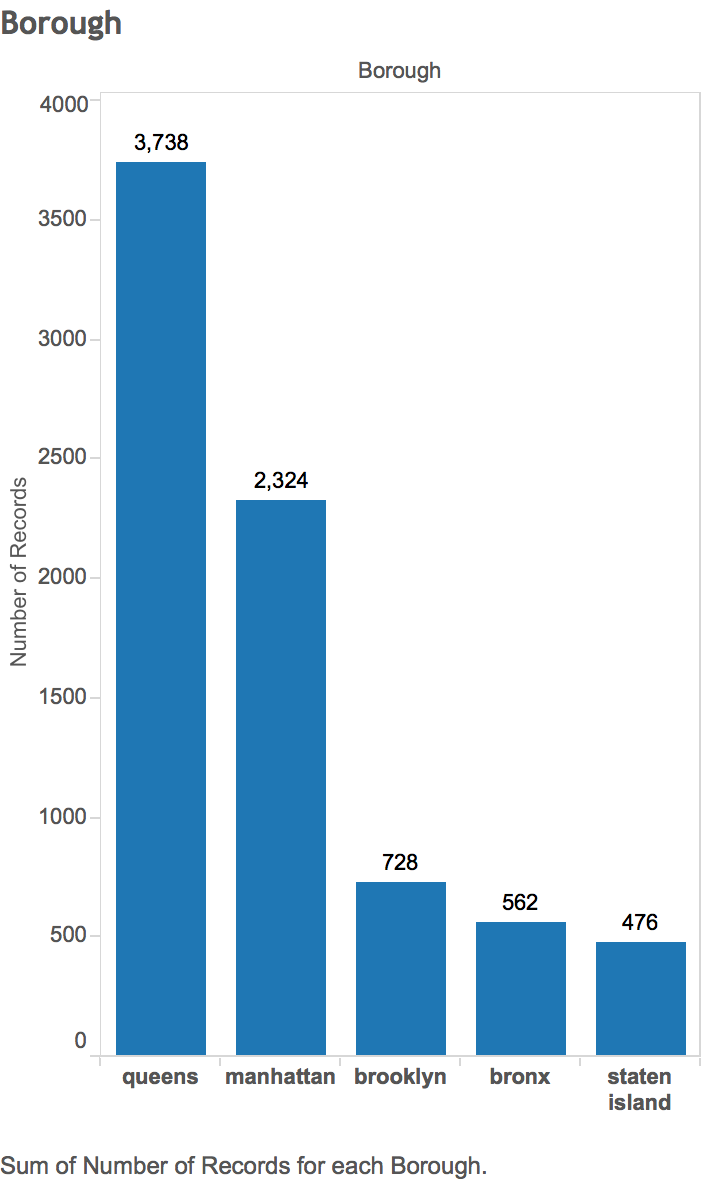 Borough
Borough
4000
3,738
3500
3000
2500
2,324
2000
Number of Records
1500
1000
728
562
476
500
0
queens manhattan brooklyn bronx staten
island
Sum of Number of Records for each Borough.